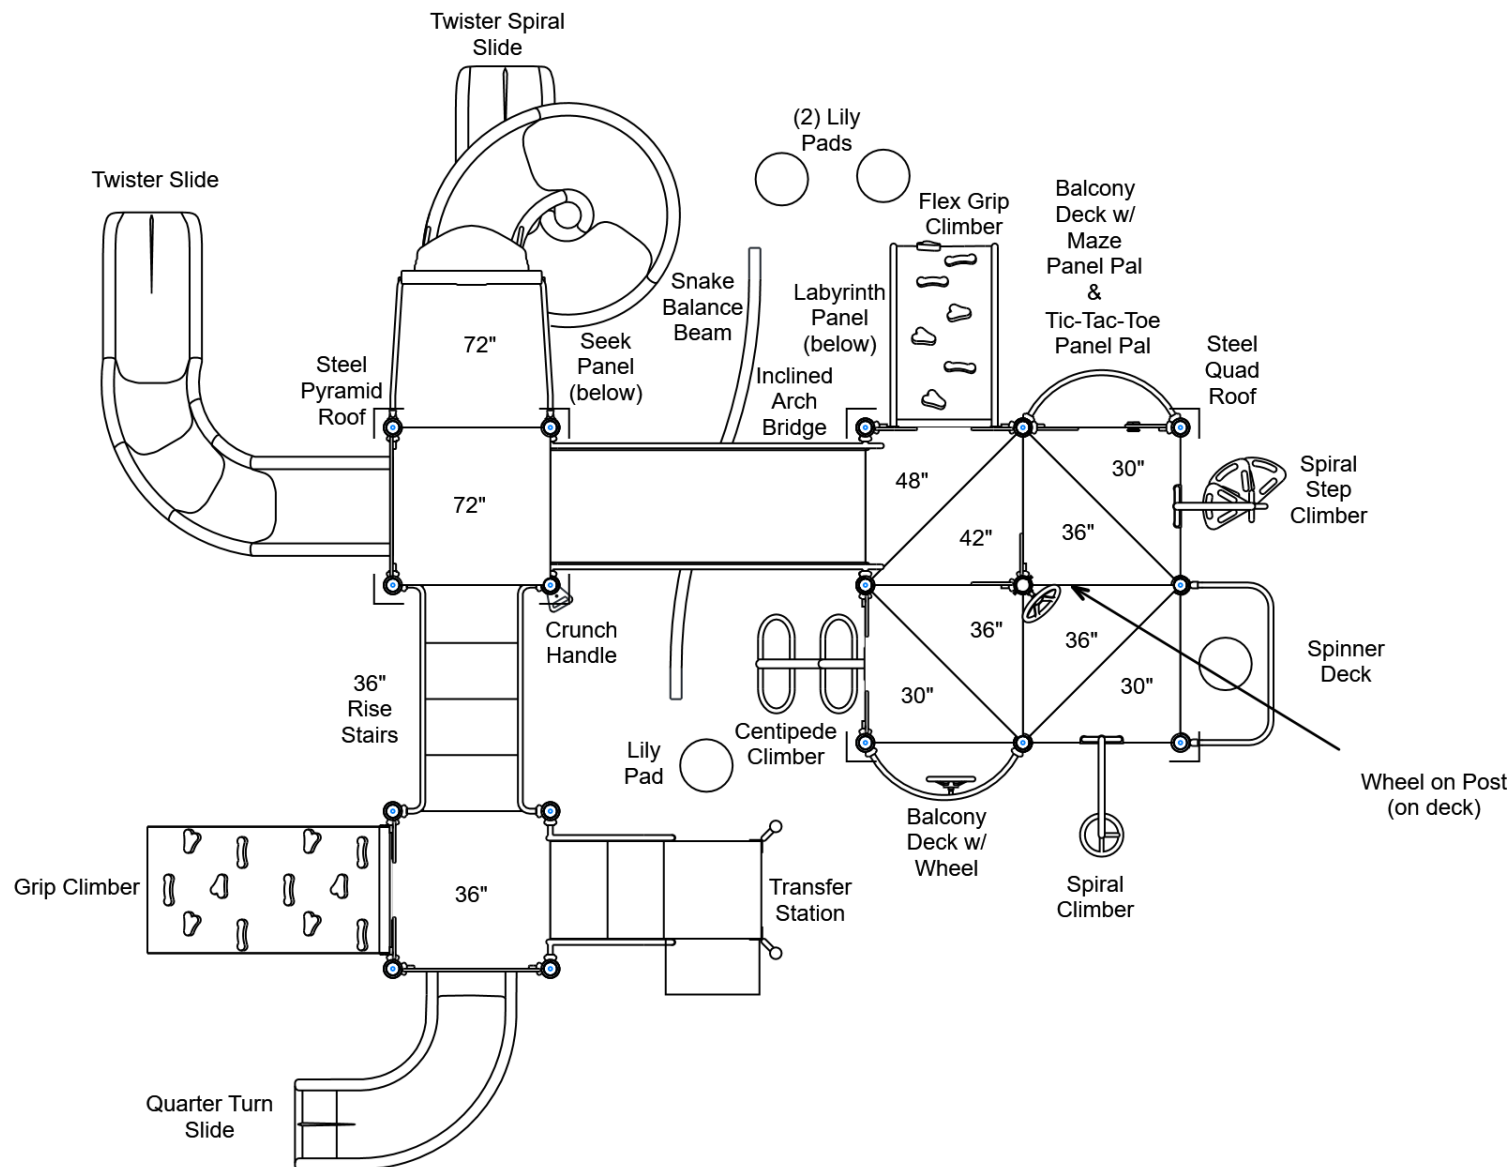 Twister Spiral
Slide
Twister Slide
(2) Lily
Pads
Flex Grip
Climber
Balcony
Deck w/
Maze
Panel Pal
&
Tic-Tac-Toe
Panel Pal
Snake
Balance
Beam
Labyrinth
Panel
(below)
Steel
Quad
Roof
72"
Seek
Panel
(below)
Steel
Pyramid
Roof
Inclined
Arch
Bridge
72"
48"
30"
Spiral
Step
Climber
42"
36"
Crunch
Handle
36"
36"
Spinner
Deck
36"
Rise
Stairs
30"
30"
Centipede
Climber
Lily
Pad
Wheel on Post
(on deck)
Balcony
Deck w/
Wheel
Grip Climber
36"
Transfer
Station
Spiral
Climber
Quarter Turn
Slide